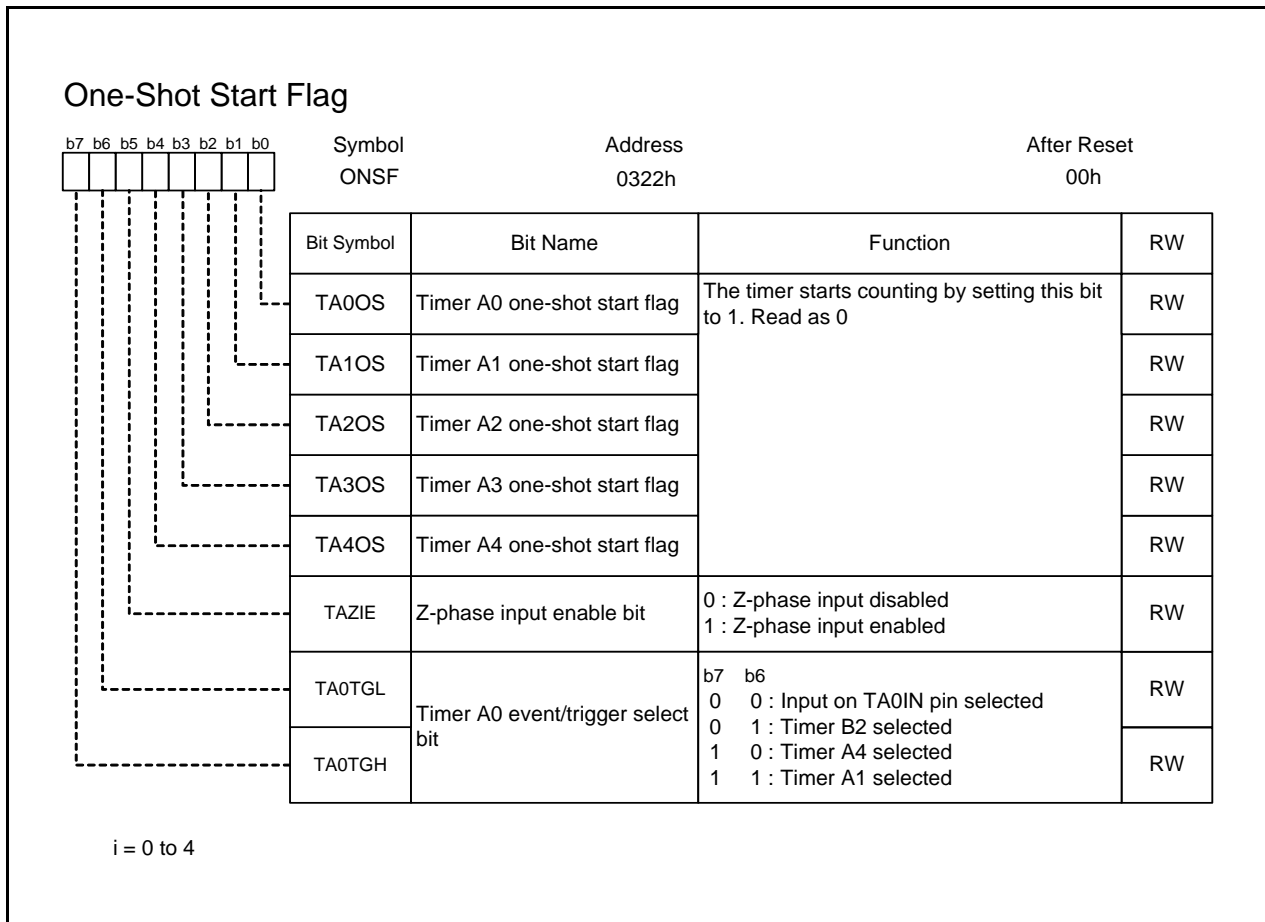 One-Shot Start Flag
b7 b6 b5 b4 b3 b2 b1 b0
Symbol Address After Reset
ONSF 0322h 00h
Bit Symbol Bit Name Function RW
TA0OS Timer A0 one-shot start flag The timer starts counting by setting this bit
to 1. Read as 0 RW
TA1OS Timer A1 one-shot start flag RW
TA2OS Timer A2 one-shot start flag RW
TA3OS Timer A3 one-shot start flag RW
TA4OS Timer A4 one-shot start flag RW
TAZIE Z-phase input enable bit 0 : Z-phase input disabled
1 : Z-phase input enabled RW
TA0TGL Timer A0 event/trigger select
bit
b7 b6
0 0 : Input on TA0IN pin selected
0 1 : Timer B2 selected
1 0 : Timer A4 selected
1 1 : Timer A1 selected
RW
TA0TGH RW
i = 0 to 4